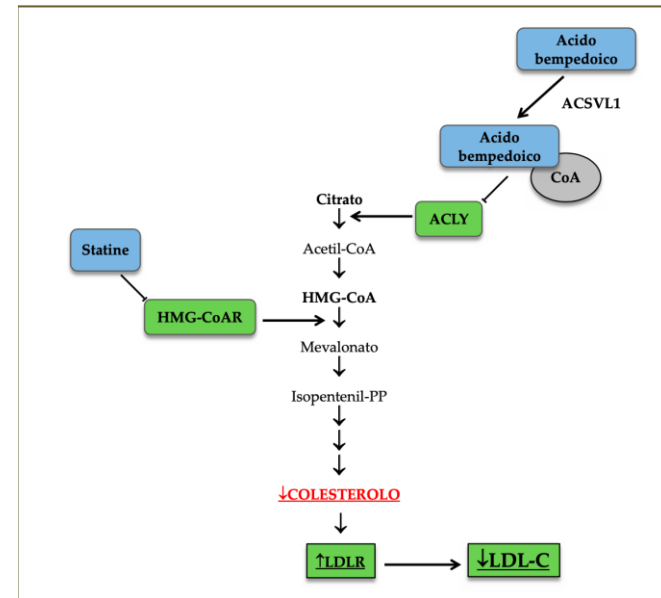 Acido
bempedoico
ACSVL1
Acido
bempedoico
CoA
Citrato
ACLY
Statine
Acetil-CoA
HMG-CoA
HMG-CoAR
Mevalonato
Isopentenil-PP
↓COLESTEROLO
↑LDLR
↓LDL-C